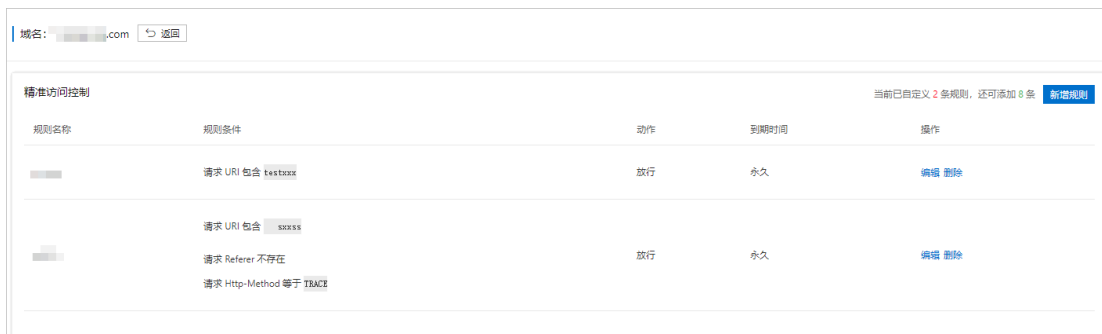 域名: .com 返回
精准访问控制 当前已自定义 2 条规则，还可添加 8 条 新增规则
规则名称 规则条件 动作 到期时间 操作
请求 URI 包含 testxxx 放行 永久 编辑 删除
请求 URI 包含 sxxss
请求 Referer 不存在 放行 永久 编辑 删除
请求 Http-Method 等于 TRACE